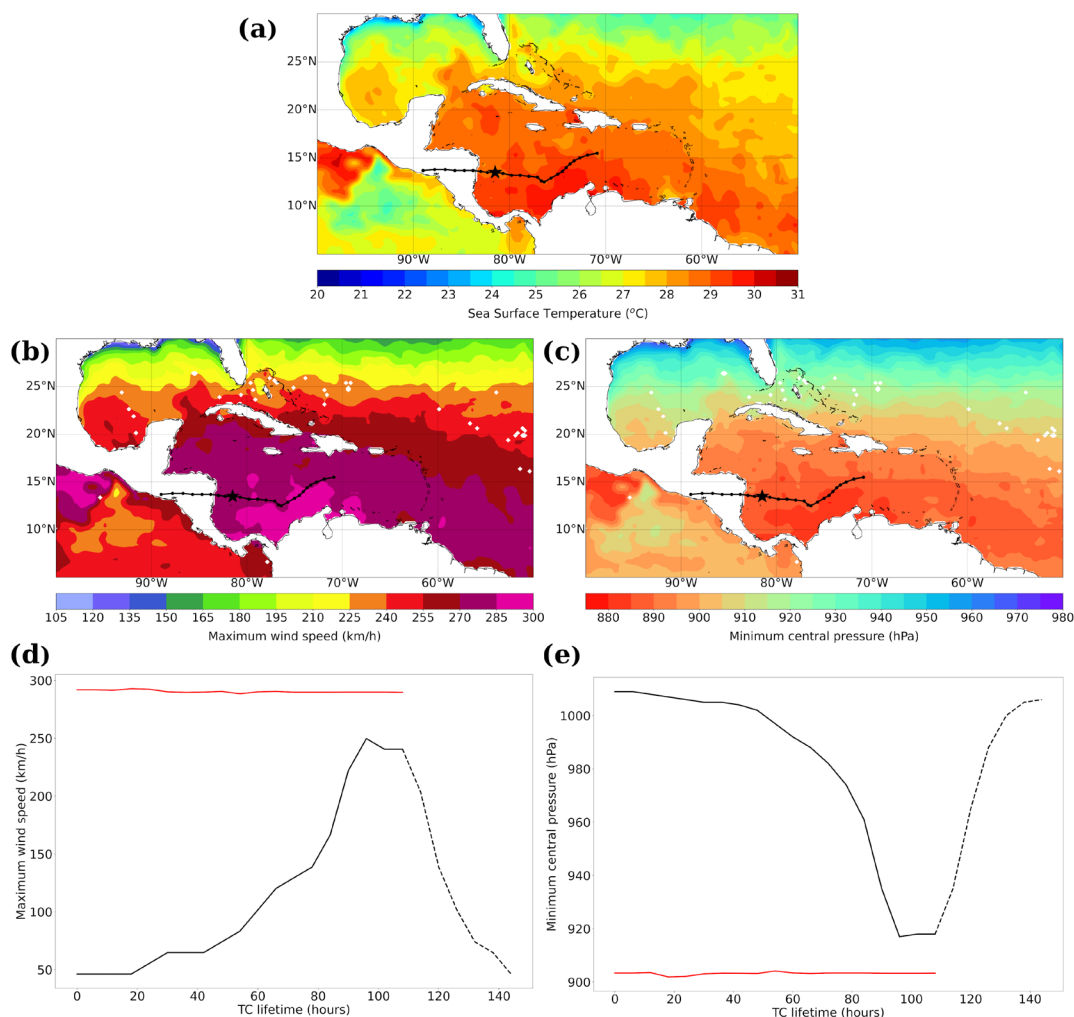 (a)
25°N
20°N
15°N
10°N
90°W 80°W 70°W 60°W
20 21 22 23 24 25 26 27 28 29 30 31
Sea Surface Temperature (°C)
(b)
25°N
20°N
15°N
10°N
90°W 80°W 70°W 60°W
105 120 135 150 165 180 195 210 225 240 255 270 285 300
Maximum wind speed (km/h)
(c)
25°N
20°N
15°N
10°N
90°W 80°W 70°W 60°W
880 890 900 910 920 930 940 950 960 970 980
Minimum central pressure (hPa)
(d)
Maximum wind speed (km/h)
300
250
200
150
100
50
0 20 40 60 80 100 120 140
TC lifetime (hours)
(e)
Minimum central pressure (hPa)
1000
980
960
940
920
900
0 20 40 60 80 100 120 140
TC lifetime (hours)